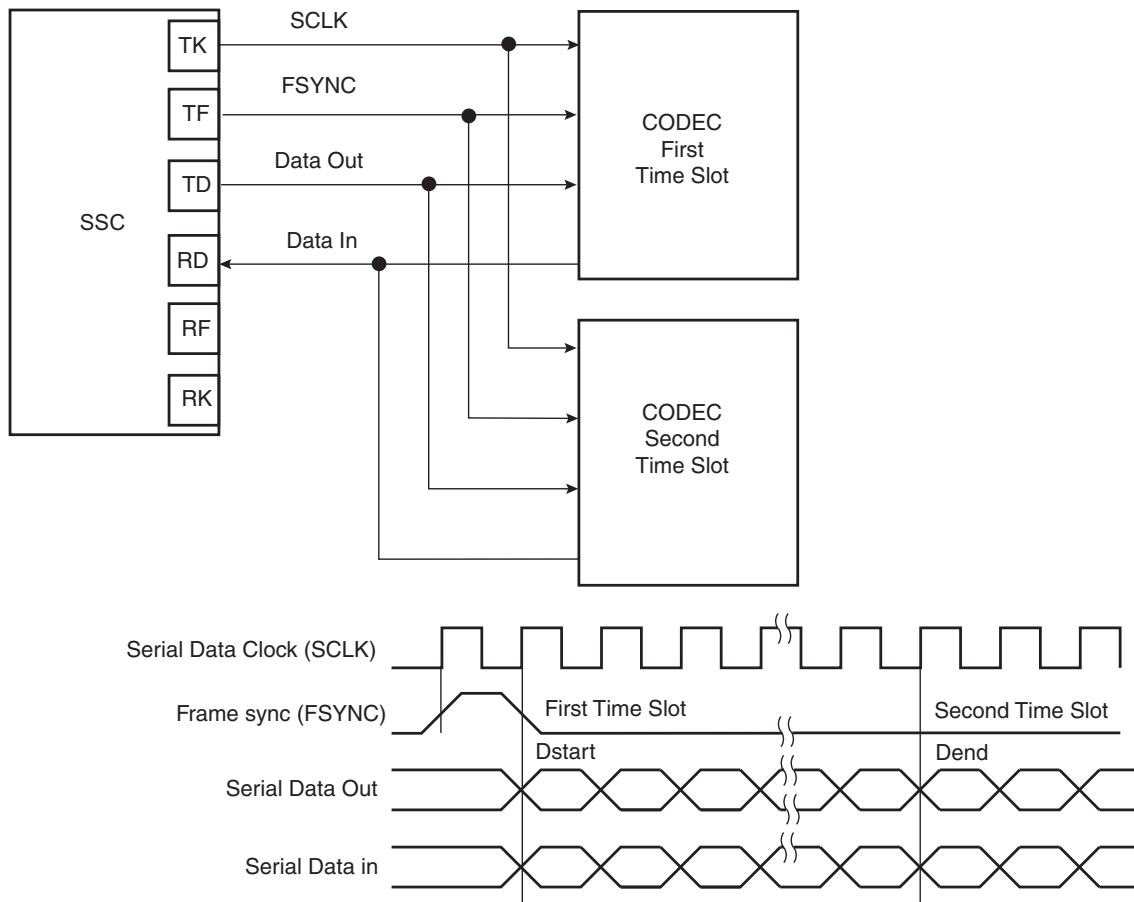 SSC
TK
TF
TD
RD
RF
RK
SCLK
FSYNC
Data Out
Data In
CODEC
First
Time Slot
CODEC
Second
Time Slot
Serial Data Clock (SCLK)
Frame sync (FSYNC)
First Time Slot
Second Time Slot
Dstart
Dend
Serial Data Out
Serial Data in